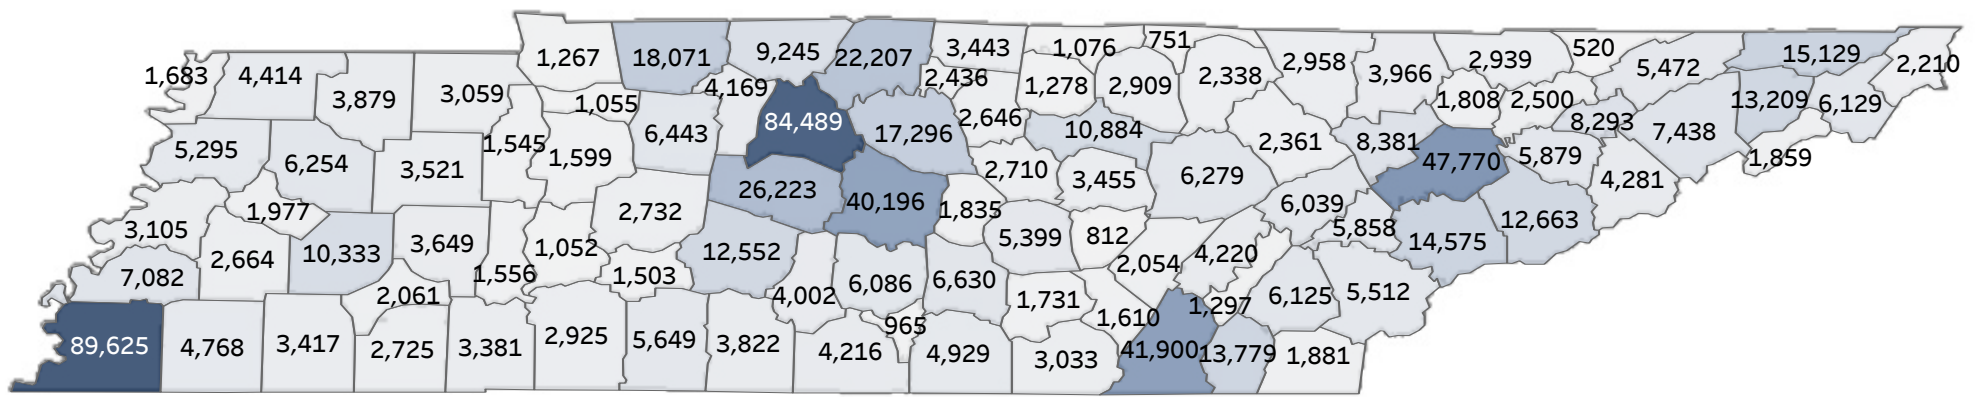 1,267 18,071 9,245 22,207 3,443 1,076 751 2,958 2,939 520 15,129 2,210
1,683 4,414 3,879 3,059 1,055 4,169 2,436 1,278 2,909 2,338 3,966 1,808 2,500 5,472 13,209 6,129
5,295 6,254 3,521 1,545 1,599 6,443 84,489 17,296 2,646 10,884 2,361 8,381 47,770 5,879 8,293 7,438 1,859
3,105 1,977 2,732 26,223 40,196 1,835 2,710 3,455 6,279 6,039 5,858 12,663 4,281
7,082 2,664 10,333 3,649 1,556 1,052 1,503 12,552 4,002 6,086 6,630 5,399 812 2,054 4,220 14,575
2,061 965 1,731 1,610 1,297 6,125 5,512
89,625 4,768 3,417 2,725 3,381 2,925 5,649 3,822 4,216 4,929 3,033 41,900 13,779 1,881